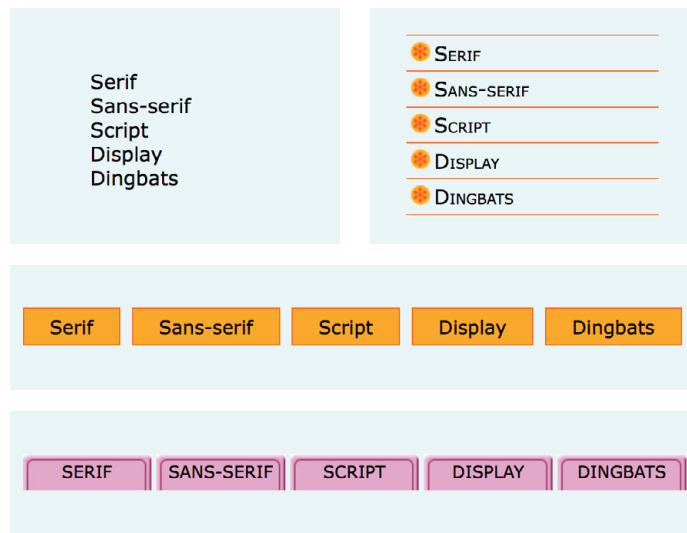 Serif
Sans-serif
Script
Display
Dingbats
SERIF
SANS-SERIF
SCRIPT
DISPLAY
DINGBATS
Serif Sans-serif Script Display Dingbats
SERIF SANS-SERIF SCRIPT DISPLAY DINGBATS